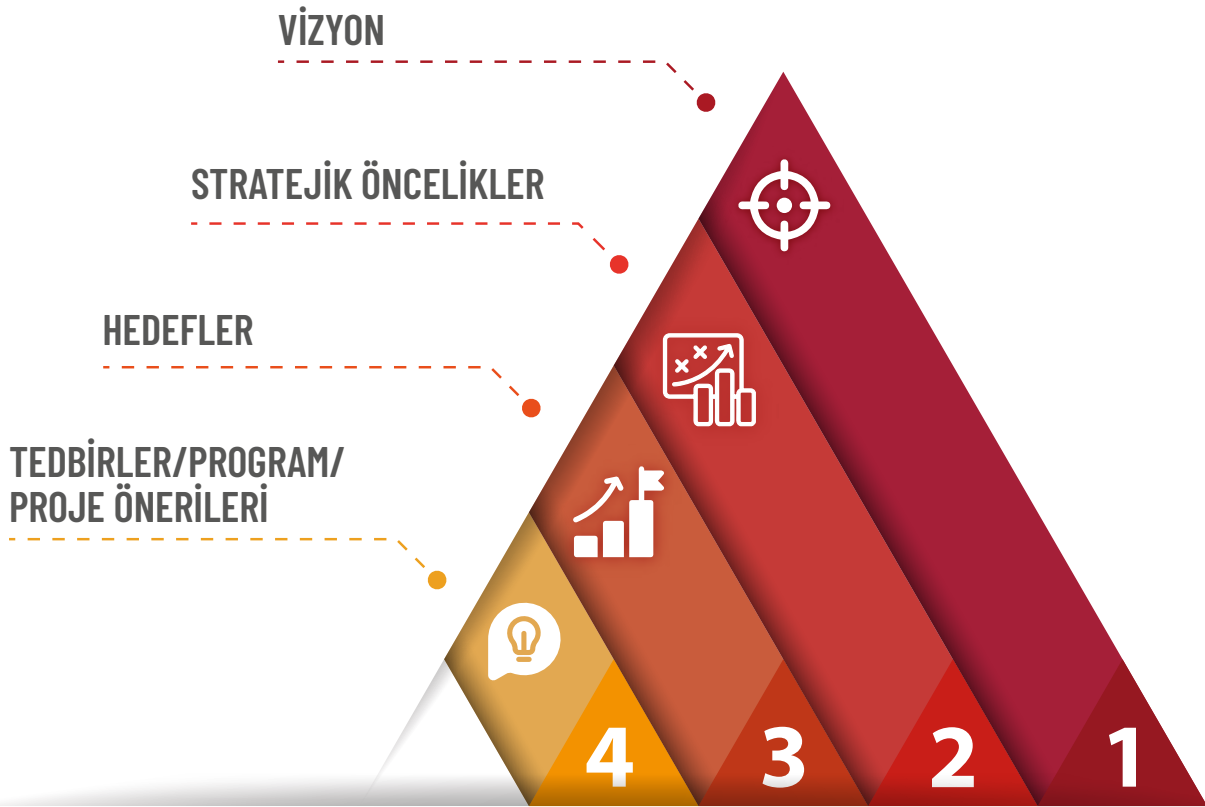 VİZYON
STRATEJİK ÖNCELİKLER
HEDEFLER
TEDBİRLER/PROGRAM/
PROJE ÖNERİLERİ
4 3 2 1